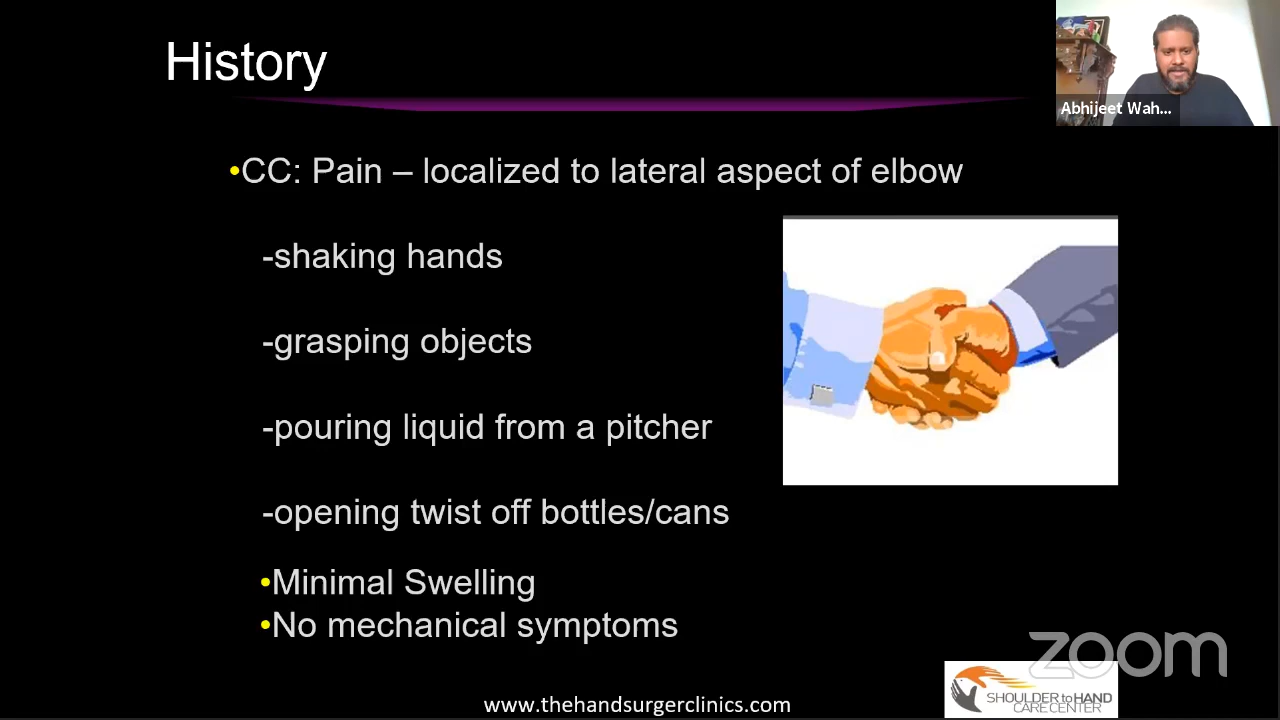 History
Abhijeet Wah...
•CC: Pain – localized to lateral aspect of elbow
-shaking hands
-grasping objects
-pouring liquid from a pitcher
-opening twist off bottles/cans
•Minimal Swelling
•No mechanical symptoms
zoom
SHOULDER to HAND
CARE CENTER
www.thehandsurgerclinics.com